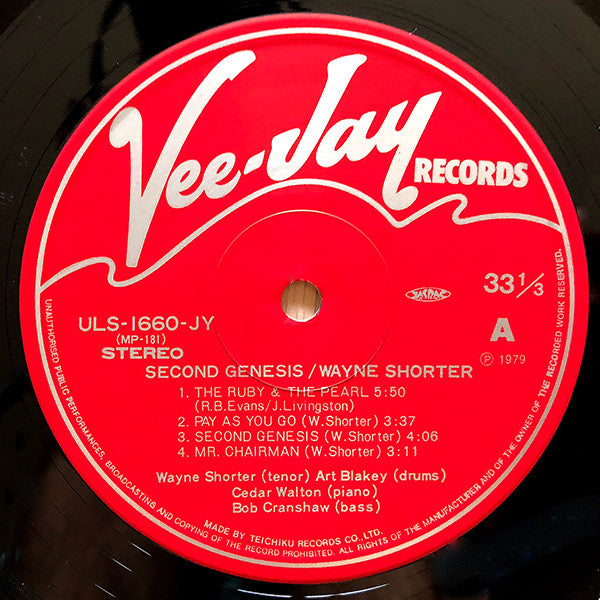 Vee-Jay
RECORDS
JASRAC
33 1/3
ULS-1660-JY
(MP-181)
STEREO
A
Ⓟ 1979
SECOND GENESIS/WAYNE SHORTER
1. THE RUBY & THE PEARL 5:50
(R.B.Evans/J.Livingston)
2. PAY AS YOU GO (W.Shorter) 3:37
3. SECOND GENESIS (W.Shorter) 4:06
4. MR. CHAIRMAN (W.Shorter) 3:11
Wayne Shorter (tenor) Art Blakey (drums)
Cedar Walton (piano)
Bob Cranshaw (bass)
MADE BY TEICHIKU RECORDS CO., LTD.
UNAUTHORISED PUBLIC PERFORMANCES, BROADCASTING AND COPYING OF THE RECORD PROHIBITED. ALL RIGHTS OF THE MANUFACTURER AND OF THE OWNER OF THE RECORDED WORK RESERVED.